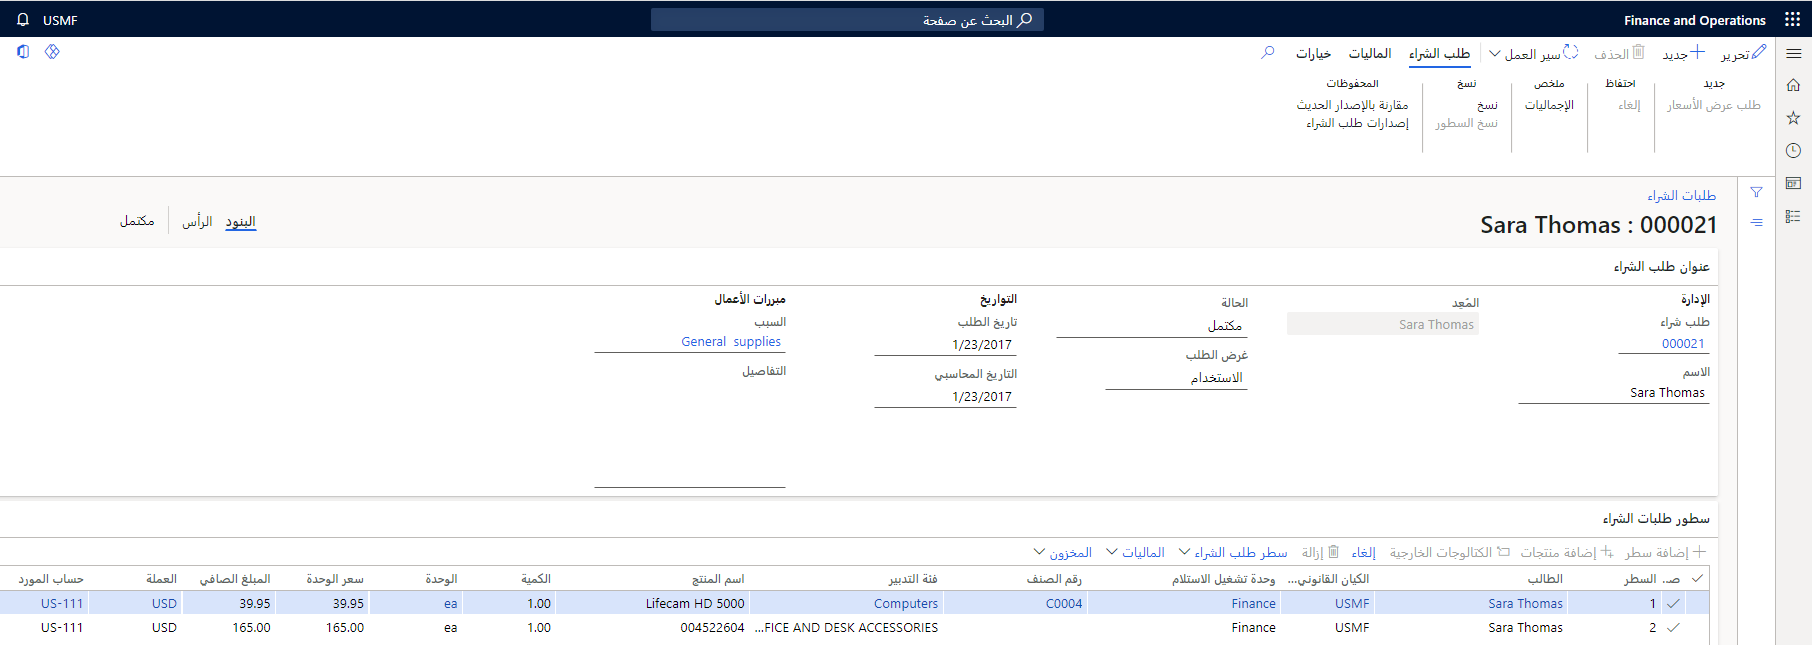 Finance and Operations
البحث عن صفحة
USMF
تحرير
جديد
الحذف
سير العمل
طلب الشراء
الماليات
خيارات
جديد
طلب عرض الأسعار
احتفاظ
إلغاء
ملخص
الإجماليات
نسخ
نسخ
نسخ السطور
المحفوظات
مقارنة بالإصدار الحديث
إصدارات طلب الشراء
طلبات الشراء
Sara Thomas : 000021
البنود
الرأس
مكتمل
عنوان طلب الشراء
الإدارة
طلب شراء
000021
الاسم
Sara Thomas
المُعِد
Sara Thomas
الحالة
مكتمل
غرض الطلب
الاستخدام
التواريخ
تاريخ الطلب
1/23/2017
التاريخ المحاسبي
1/23/2017
مبررات الأعمال
السبب
General supplies
التفاصيل
سطور طلبات الشراء
إضافة سطر
إضافة منتجات
الكتالوجات الخارجية
إلغاء
إزالة
سطر طلب الشراء
الماليات
المخزون
صـ.. السطر الطالب الكيان القانوني... وحدة تشغيل الاستلام رقم الصنف فئة التدبير اسم المنتج الكمية الوحدة سعر الوحدة المبلغ الصافي العملة حساب المورد
1 Sara Thomas USMF Finance C0004 Computers Lifecam HD 5000 1.00 ea 39.95 39.95 USD US-111
2 Sara Thomas USMF Finance ...FICE AND DESK ACCESSORIES 004522604 1.00 ea 165.00 165.00 USD US-111